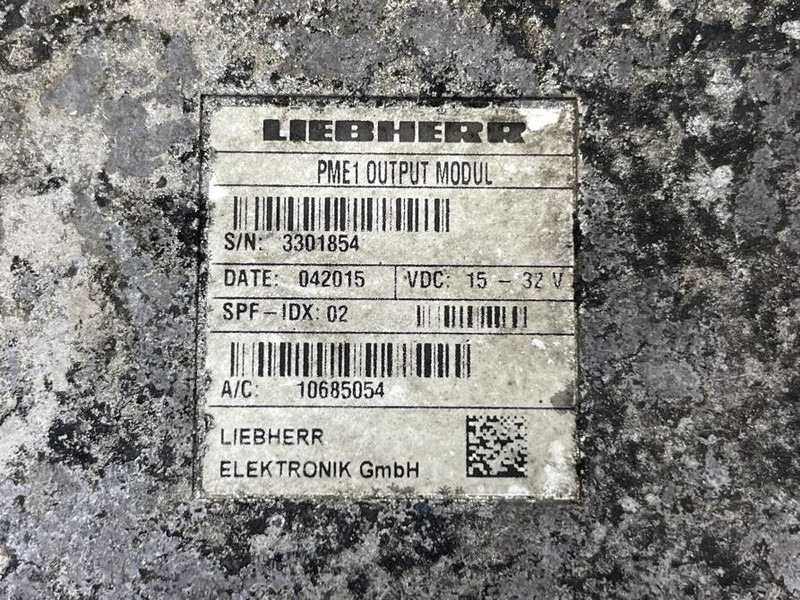 LIEBHERR
PME1 OUTPUT MODUL
S/N: 3301854
DATE: 042015 VDC: 15 - 32 V
SPF-IDX: 02
A/C: 10685054
LIEBHERR
ELEKTRONIK GmbH